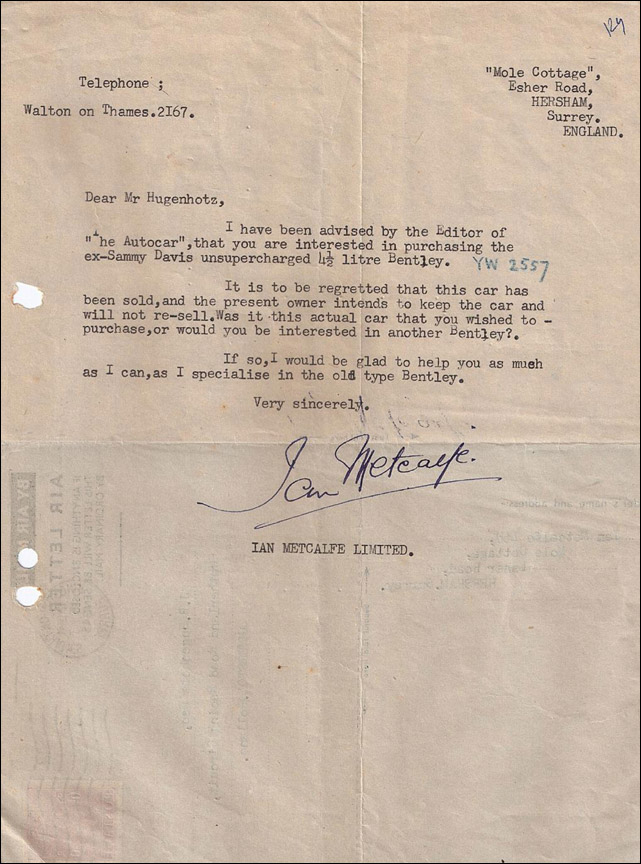 "Mole Cottage",
Telephone ;
Esher Road,
HERSHAM,
Walton on Thames.2167.
Surrey.
ENGLAND.
Dear Mr Hugenhotz,
I have been advised by the Editor of
"The Autocar",that you are interested in purchasing the
ex-Sammy Davis unsupercharged 4½ litre Bentley. YW 2557
It is to be regretted that this car has
been sold,and the present owner intends to keep the car and
will not re-sell.Was it this actual car that you wished to -
purchase,or would you be interested in another Bentley?.
If so,I would be glad to help you as much
as I can,as I specialise in the old type Bentley.
Very sincerely.
Ian Metcalfe.
IAN METCALFE LIMITED.
AIR LETTER